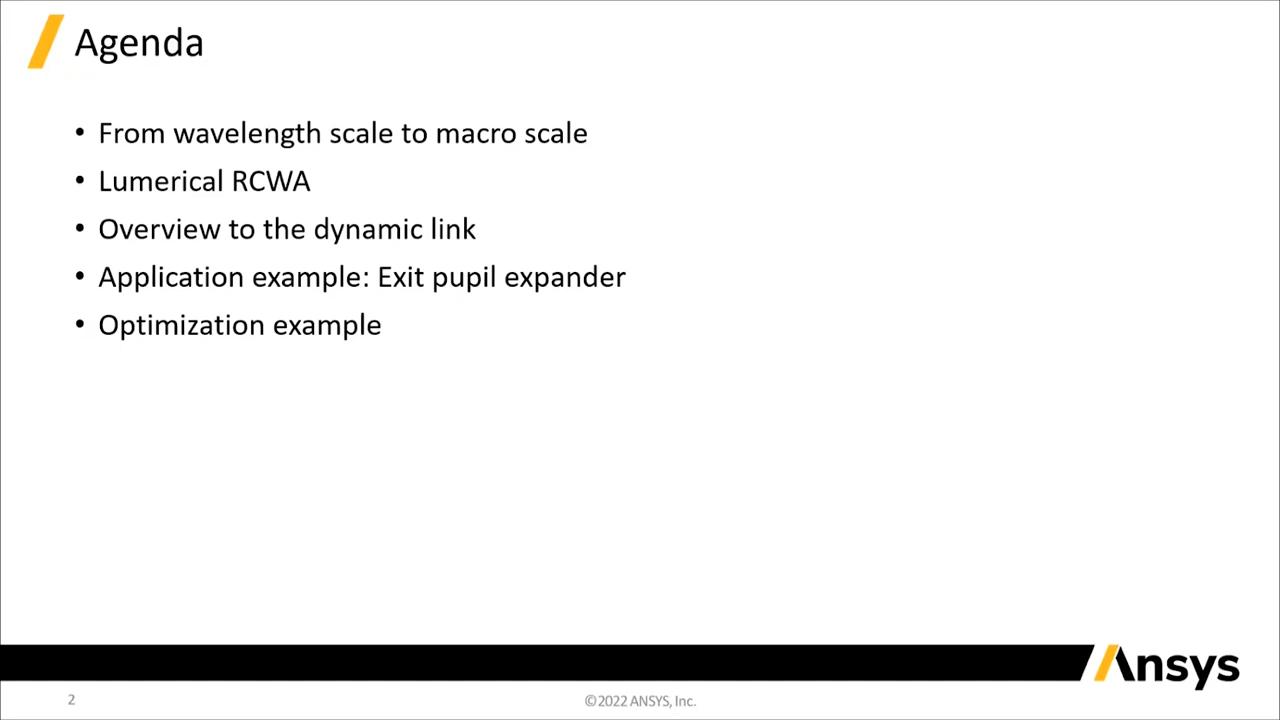 Agenda
• From wavelength scale to macro scale
• Lumerical RCWA
• Overview to the dynamic link
• Application example: Exit pupil expander
• Optimization example
Ansys
2
©2022 ANSYS, Inc.